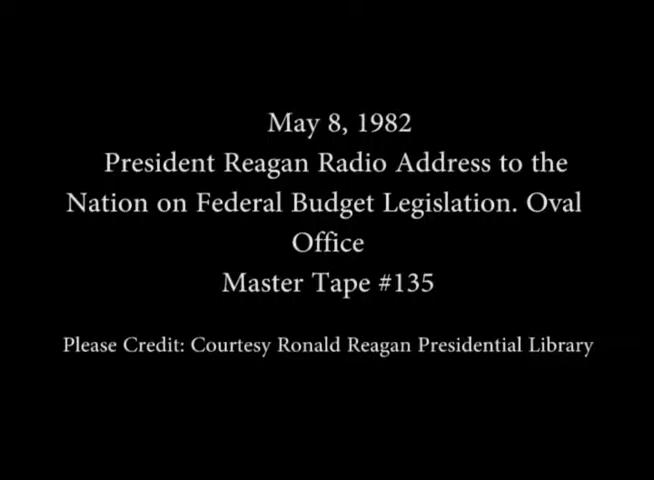 May 8, 1982
President Reagan Radio Address to the
Nation on Federal Budget Legislation. Oval
Office
Master Tape #135
Please Credit: Courtesy Ronald Reagan Presidential Library